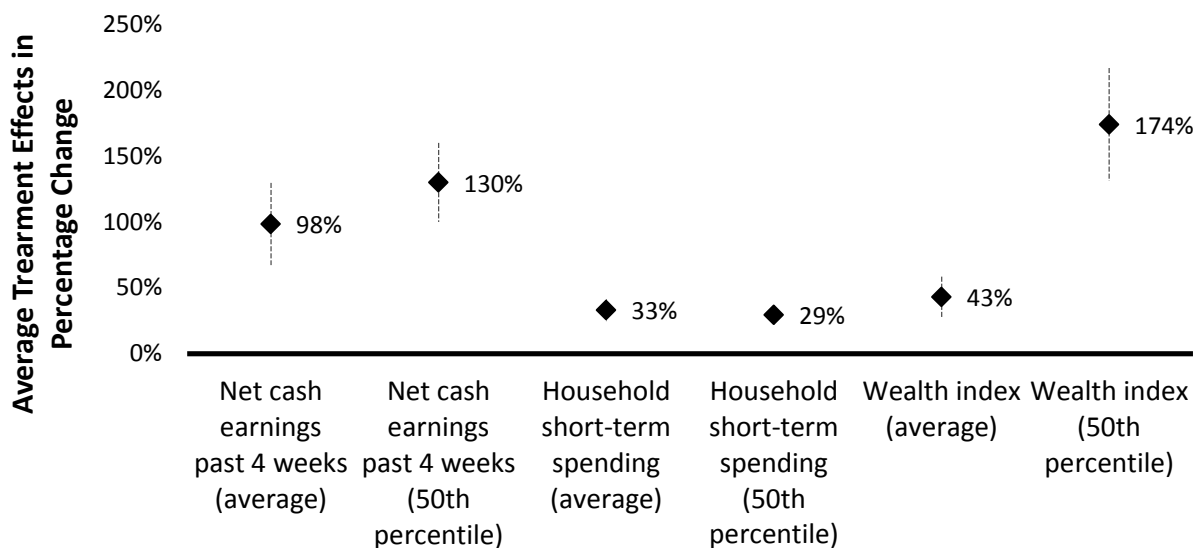 Average Trearment Effects in
Percentage Change
250%
200%
150%
100%
50%
0%
98%
130%
33%
29%
43%
174%
Net cash
earnings
past 4 weeks
(average)
Net cash
earnings
past 4 weeks
(50th
percentile)
Household
short-term
spending
(average)
Household
short-term
spending
(50th
percentile)
Wealth index
(average)
Wealth index
(50th
percentile)